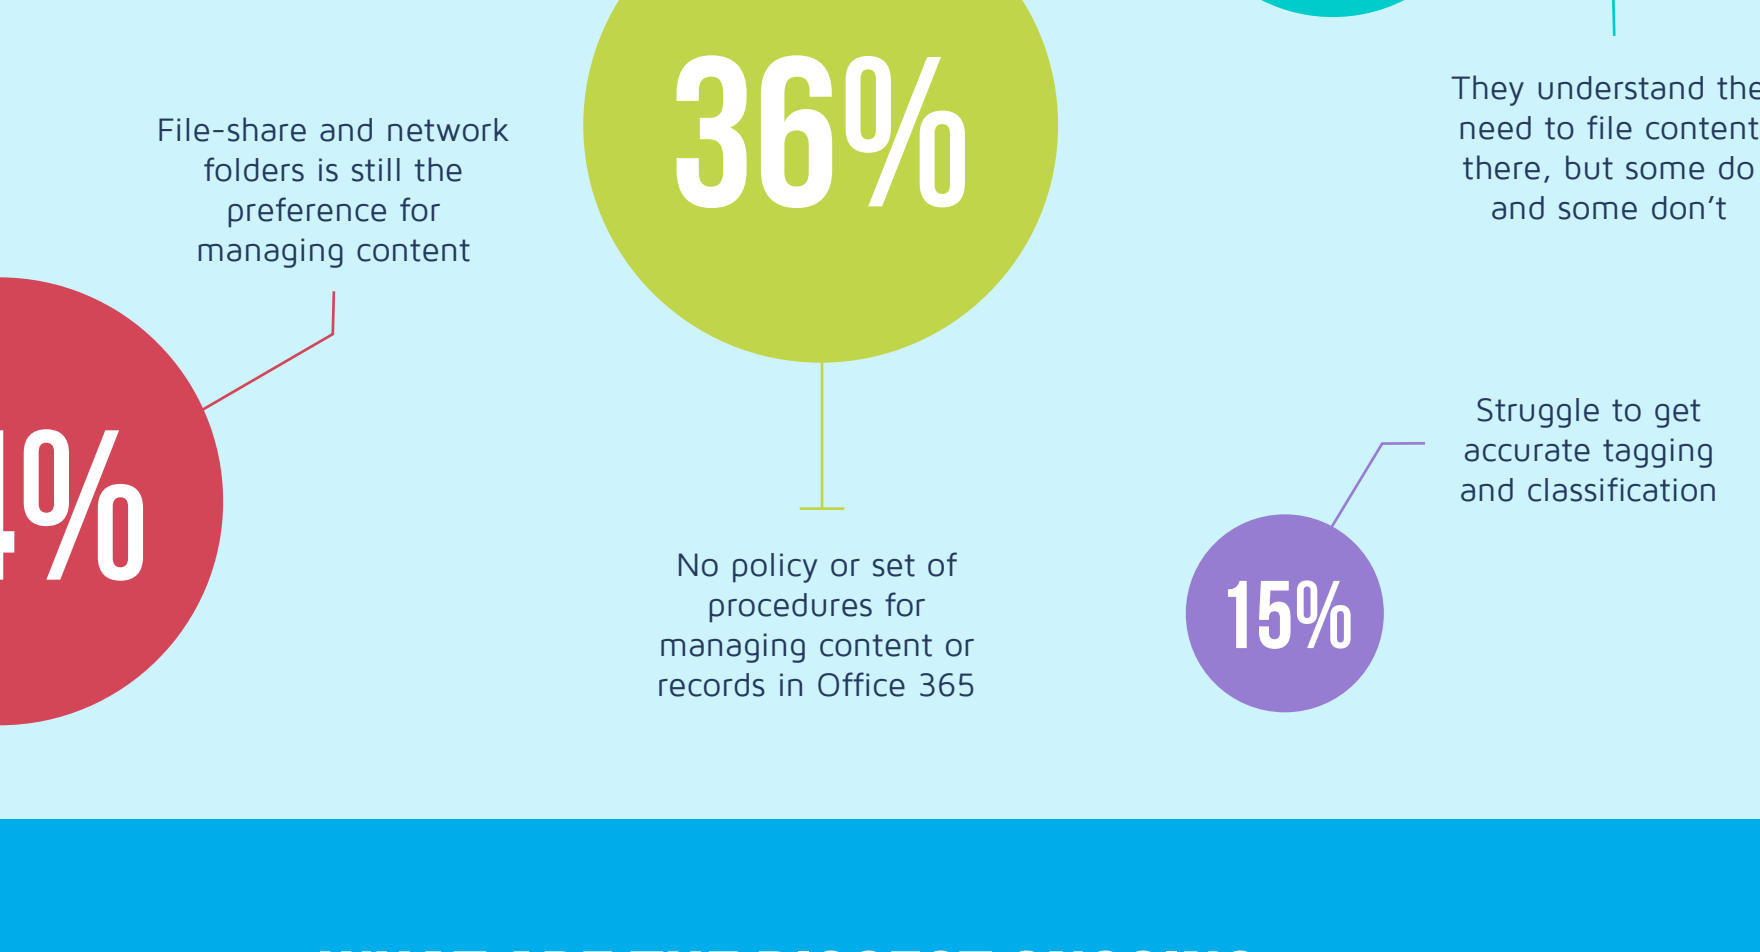 36%
File-share and network
folders is still the
preference for
managing content
They understand the
need to file content
there, but some do
and some don't
4%
Struggle to get
accurate tagging
and classification
15%
No policy or set of
procedures for
managing content or
records in Office 365